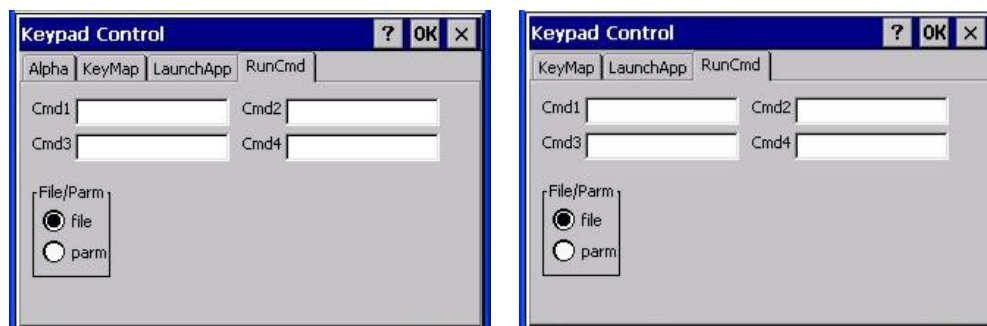 Keypad Control ? OK ×
Alpha KeyMap LaunchApp RunCmd
Cmd1 Cmd2
Cmd3 Cmd4
File/Parm
file
parm
Keypad Control ? OK ×
KeyMap LaunchApp RunCmd
Cmd1 Cmd2
Cmd3 Cmd4
File/Parm
file
parm